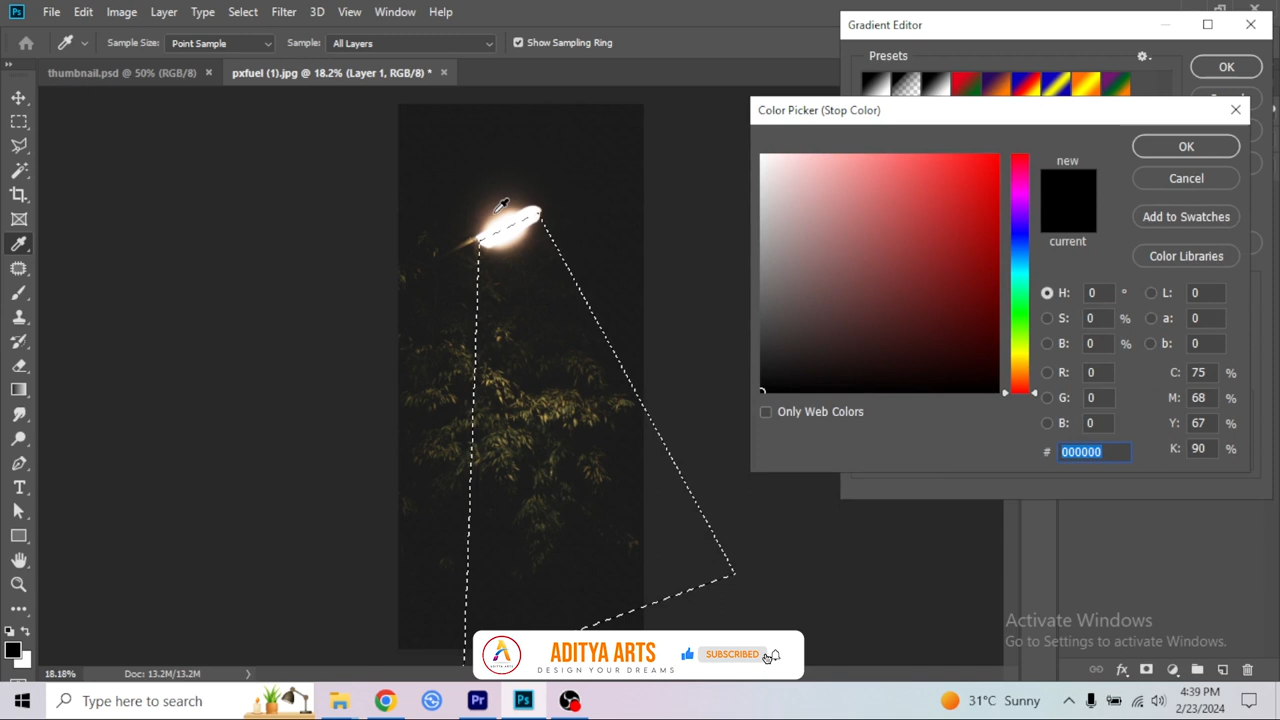 Ps File Edit Image Layer Type Select Filter 3D View Window Help
Gradient Editor
Sample Size: Point Sample Sample: All Layers Show Sampling Ring
Presets
OK
thumbnail.psd @ 50% (RGB/8) × pxfuel (1).jpg @ 18.2% (Layer 1, RGB/8) * ×
Color Picker (Stop Color)
new
OK
Cancel
Add to Swatches
current
Color Libraries
H: 0 ° L: 0
S: 0 % a: 0
B: 0 % b: 0
R: 0 C: 75 %
G: 0 M: 68 %
B: 0 Y: 67 %
# 000000 K: 90 %
Only Web Colors
Activate Windows
Go to Settings to activate Windows.
ADITYA ARTS
DESIGN YOUR DREAMS
SUBSCRIBED
18.18% Doc: 13.2M/13.2M
fx
Type here to search
Pr Ps
31°C Sunny
4:39 PM
2/23/2024